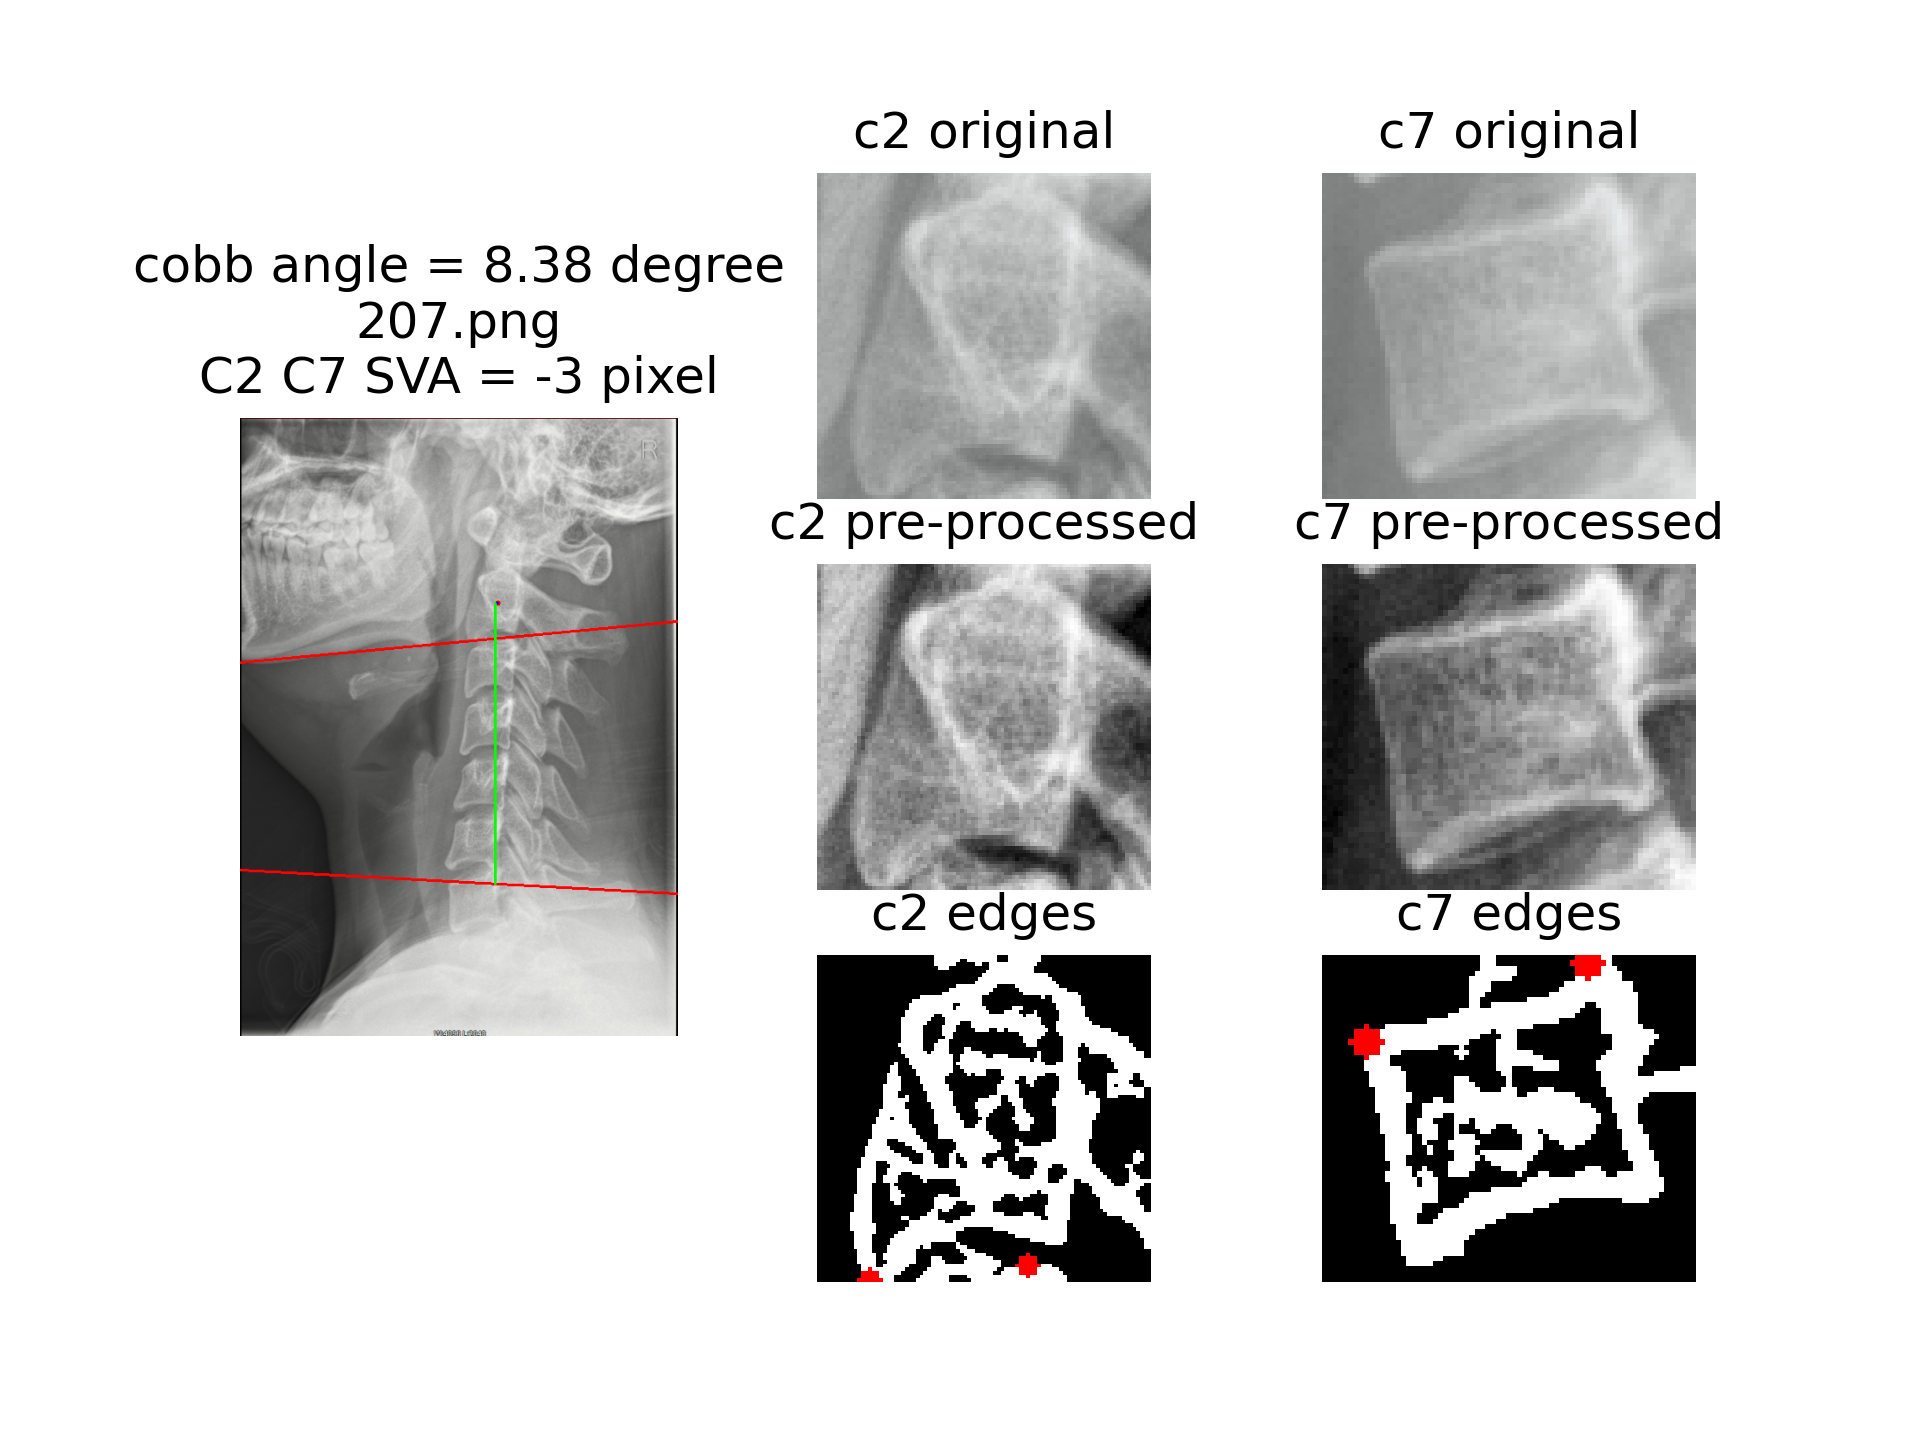 cobb angle = 8.38 degree
207.png
C2 C7 SVA = -3 pixel
R
c2 original
c7 original
c2 pre-processed
c7 pre-processed
c2 edges
c7 edges